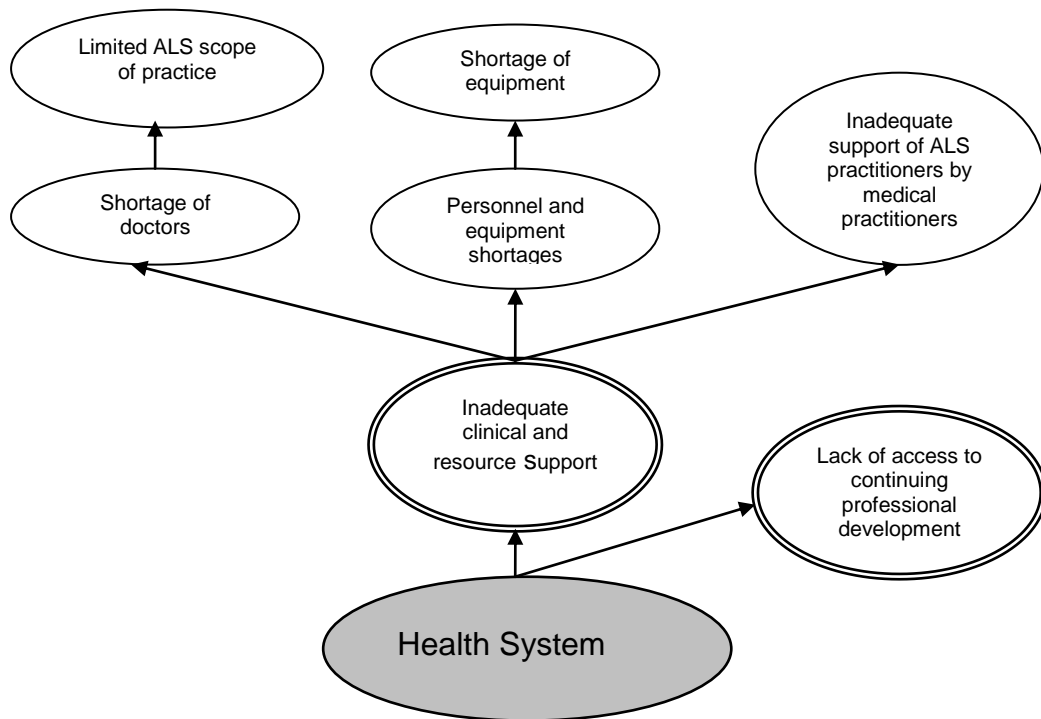 Limited ALS scope
of practice
Shortage of
equipment
Inadequate
support of ALS
practitioners by
medical
practitioners
Shortage of
doctors
Personnel and
equipment
shortages
Inadequate
clinical and
resource Support
Lack of access to
continuing
professional
development
Health System